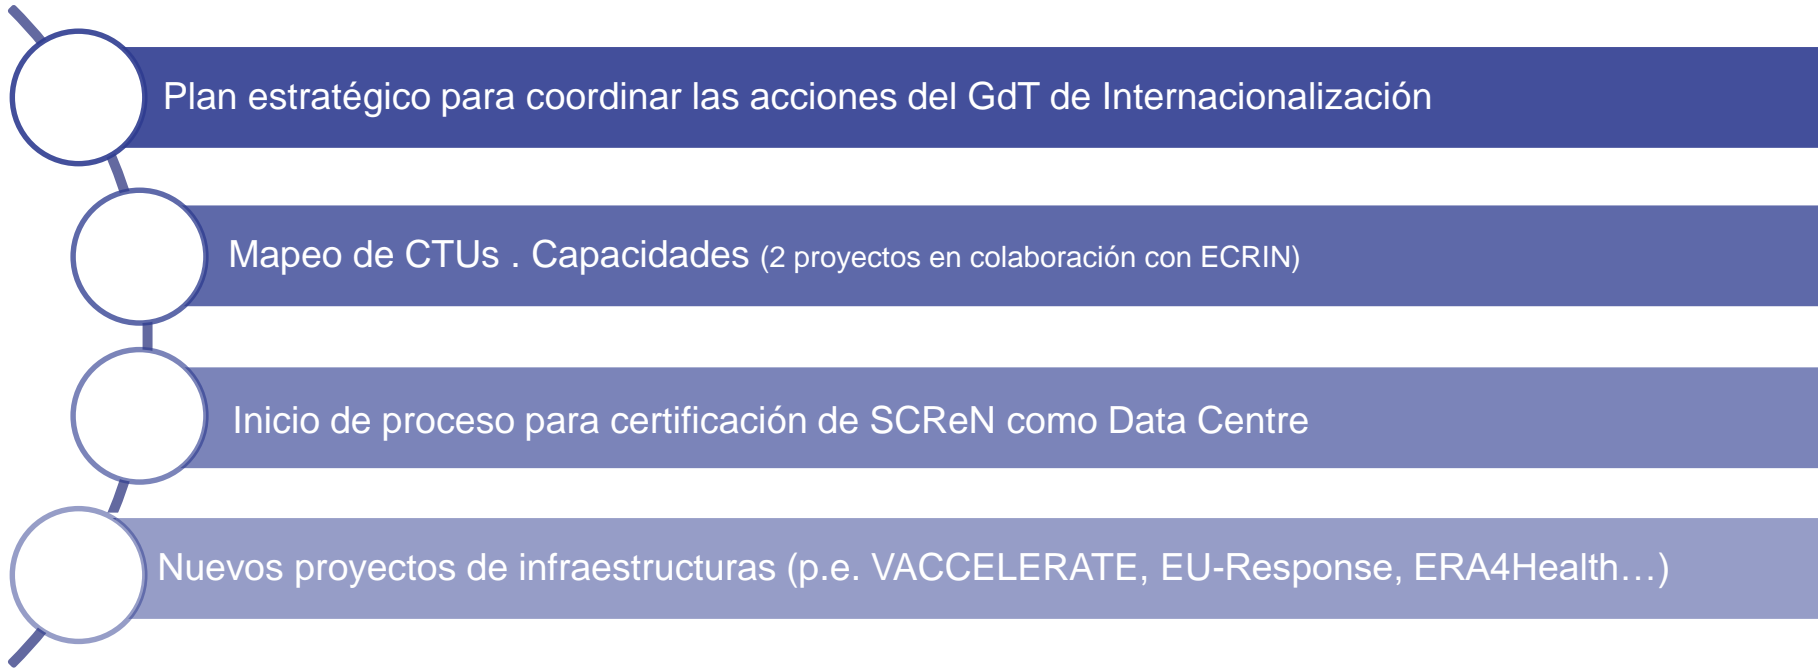 Plan estratégico para coordinar las acciones del GdT de Internacionalización
Mapeo de CTUs . Capacidades (2 proyectos en colaboración con ECRIN)
Inicio de proceso para certificación de SCReN como Data Centre
Nuevos proyectos de infraestructuras (p.e. VACCELERATE, EU-Response, ERA4Health…)